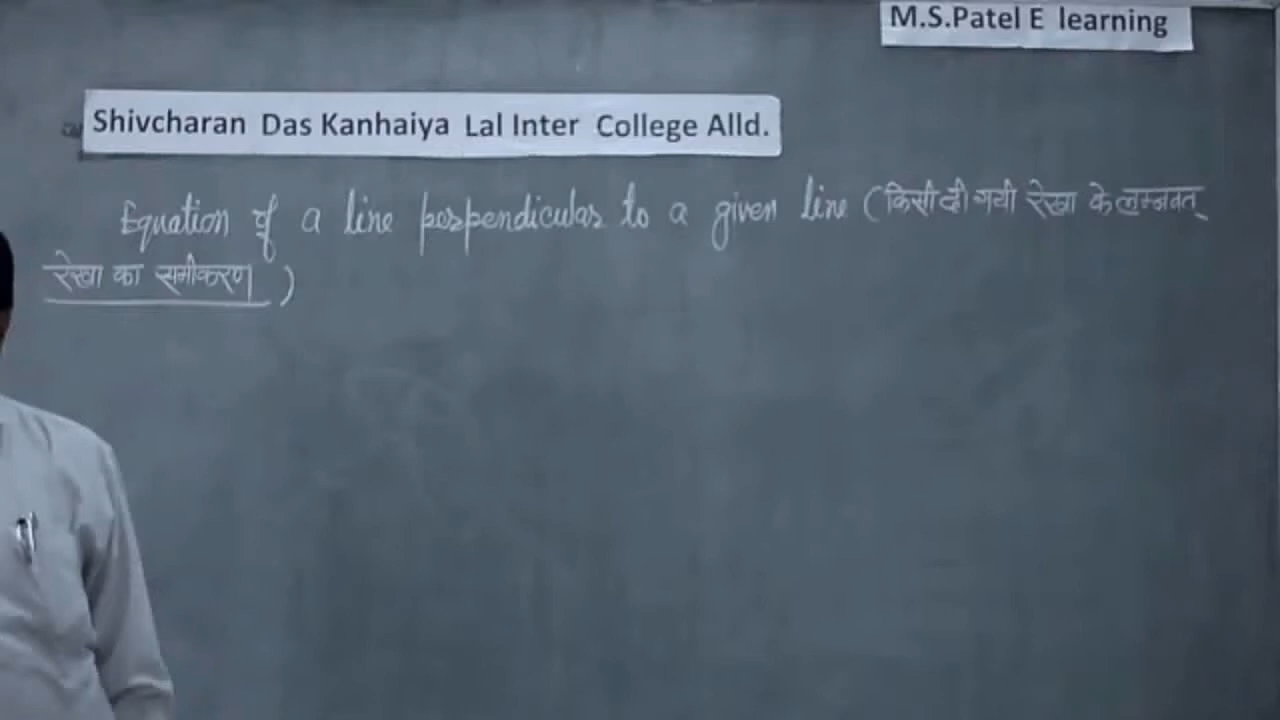 M.S.Patel E learning
Shivcharan Das Kanhaiya Lal Inter College Alld.
Equation of a line perpendicular to a given line (किसी दी गयी रेखा के लम्बवत्
रेखा का समीकरण )